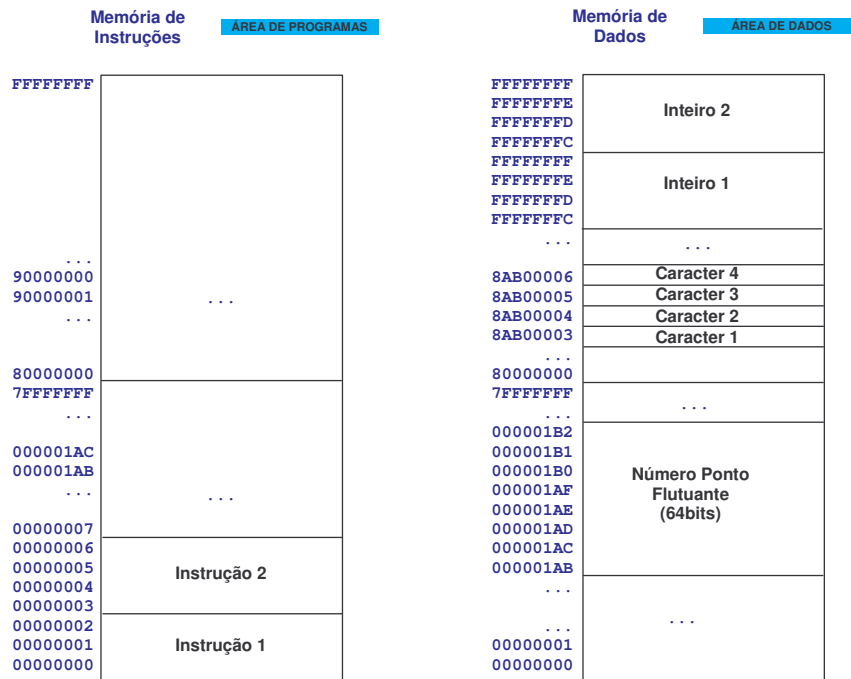 Memória de
Instruções
ÁREA DE PROGRAMAS
FFFFFFFF
...
90000000
90000001
...
...
80000000
7FFFFFFF
...
000001AC
000001AB
...
...
00000007
00000006
00000005
Instrução 2
00000004
00000003
00000002
00000001
Instrução 1
00000000
Memória de
Dados
ÁREA DE DADOS
FFFFFFFF
FFFFFFFE
Inteiro 2
FFFFFFFD
FFFFFFFC
FFFFFFFF
FFFFFFFE
Inteiro 1
FFFFFFFD
FFFFFFFC
...
...
8AB00006
Caracter 4
8AB00005
Caracter 3
8AB00004
Caracter 2
8AB00003
Caracter 1
...
80000000
7FFFFFFF
...
...
000001B2
000001B1
000001B0
Número Ponto
000001AF
Flutuante
000001AE
(64bits)
000001AD
000001AC
000001AB
...
...
...
00000001
00000000